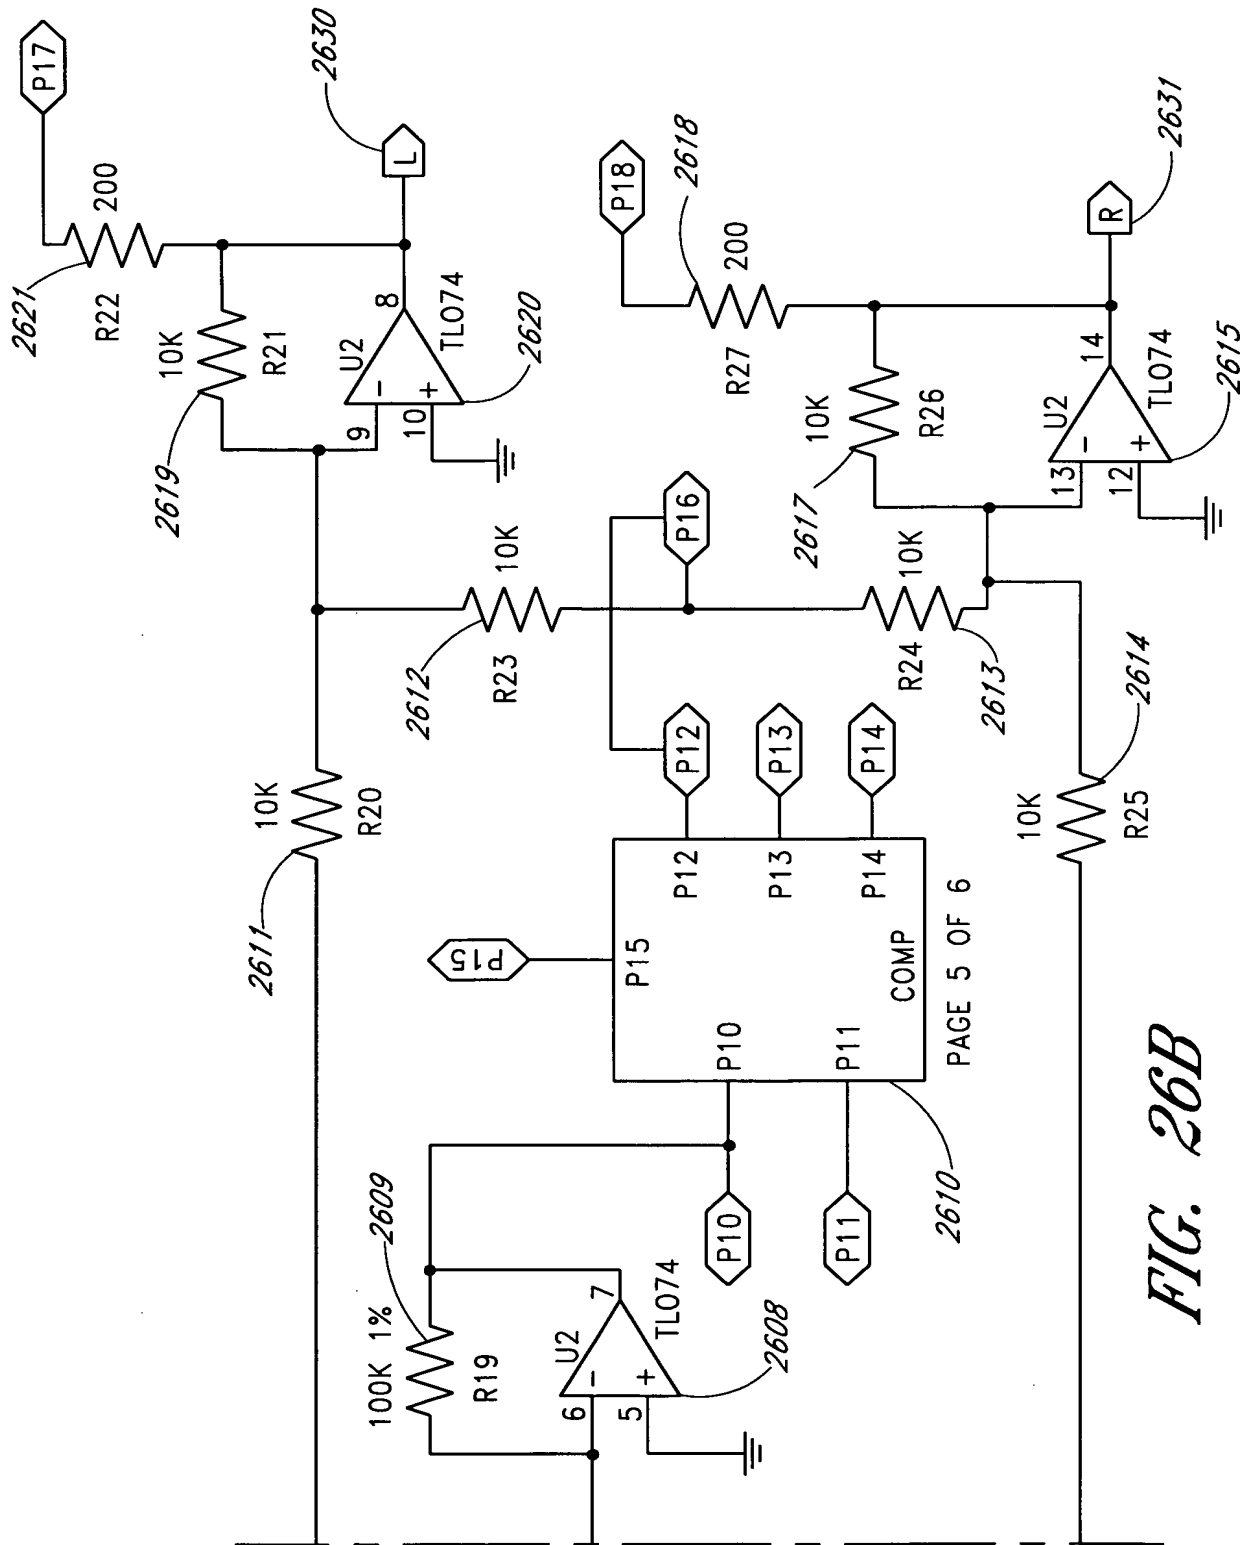 2621
200
P17
R22
2630
10K
L
2619
R21
U2
8
9
-
10
+
TL074
2620
2611
10K
R20
2612
10K
R23
P16
P18
2618
200
R27
10K
2617
R26
R
2631
U2
14
13
-
12
+
TL074
2615
10K
R24
2613
2614
10K
R25
P15
P15
P12
P12
P13
P13
P14
P14
P10
P11
COMP
PAGE 5 OF 6
P10
P11
2610
2609
100K 1%
R19
U2
7
6
-
5
+
TL074
2608
FIG. 26B